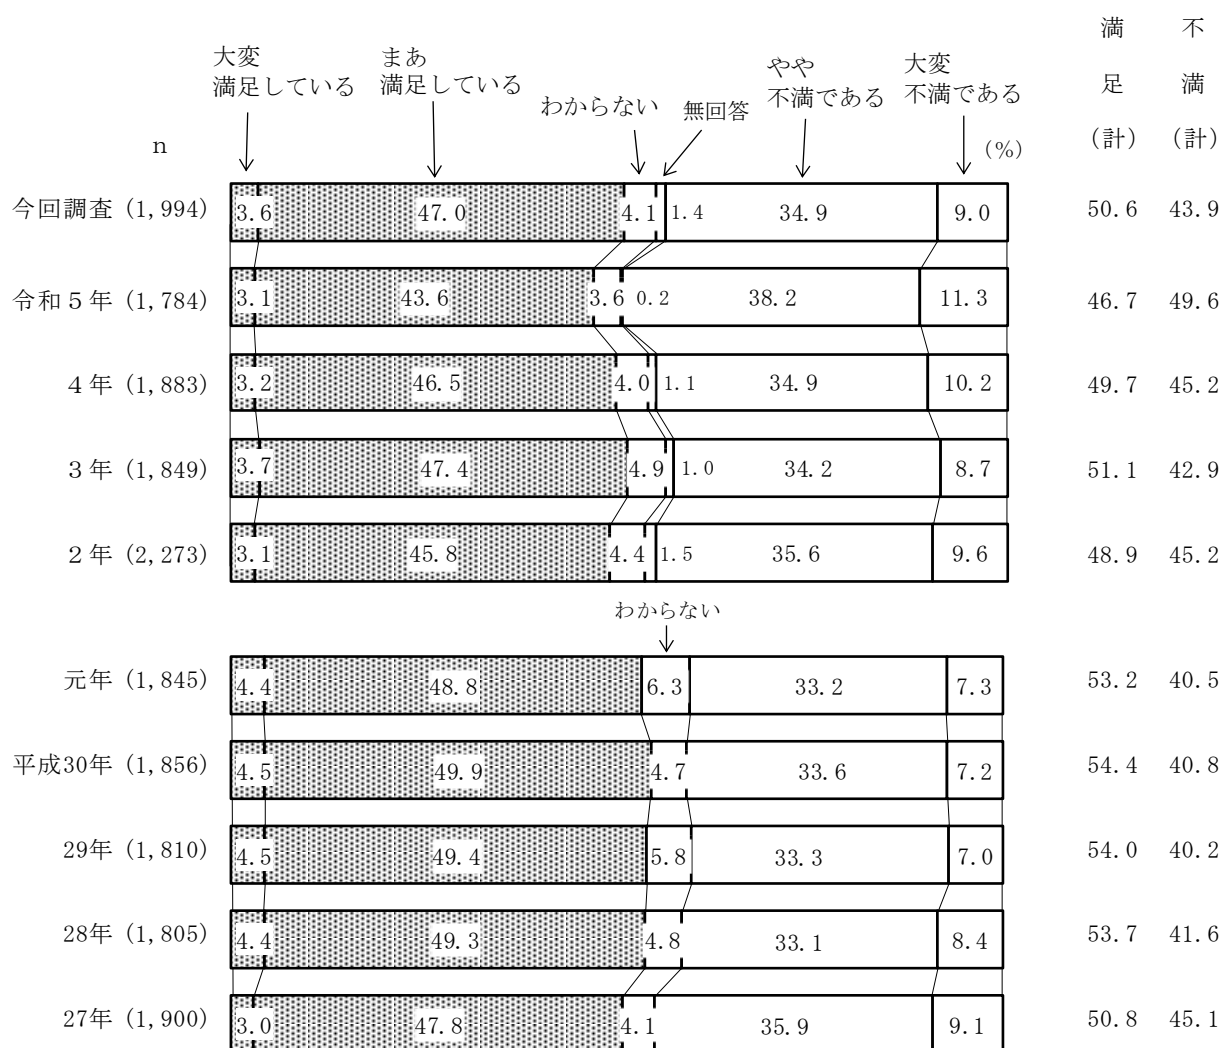 満 不
足 満
(計) (計)
大変
満足している
まあ
満足している
わからない
無回答
やや
不満である
大変
不満である
n
(%)
今回調査 (1,994) 3.6 47.0 4.1 1.4 34.9 9.0 50.6 43.9
令和5年 (1,784) 3.1 43.6 3.6 0.2 38.2 11.3 46.7 49.6
4年 (1,883) 3.2 46.5 4.0 1.1 34.9 10.2 49.7 45.2
3年 (1,849) 3.7 47.4 4.9 1.0 34.2 8.7 51.1 42.9
2年 (2,273) 3.1 45.8 4.4 1.5 35.6 9.6 48.9 45.2
わからない
元年 (1,845) 4.4 48.8 6.3 33.2 7.3 53.2 40.5
平成30年 (1,856) 4.5 49.9 4.7 33.6 7.2 54.4 40.8
29年 (1,810) 4.5 49.4 5.8 33.3 7.0 54.0 40.2
28年 (1,805) 4.4 49.3 4.8 33.1 8.4 53.7 41.6
27年 (1,900) 3.0 47.8 4.1 35.9 9.1 50.8 45.1